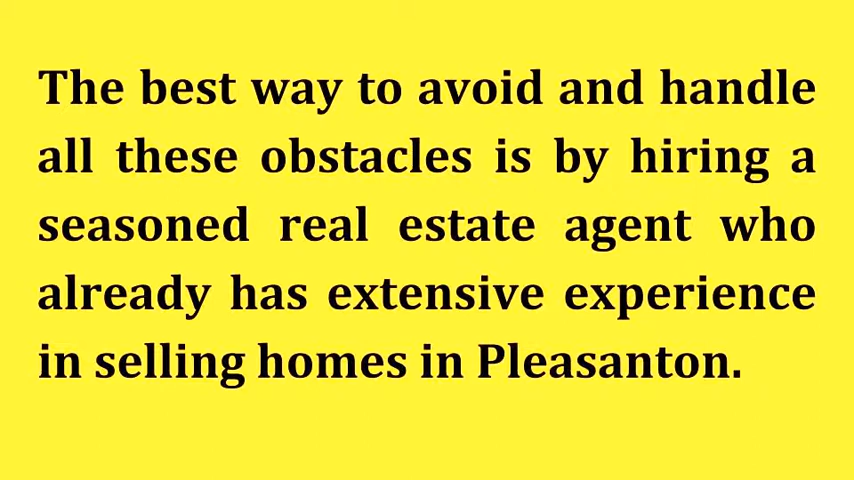 The best way to avoid and handle
all these obstacles is by hiring a
seasoned real estate agent who
already has extensive experience
in selling homes in Pleasanton.